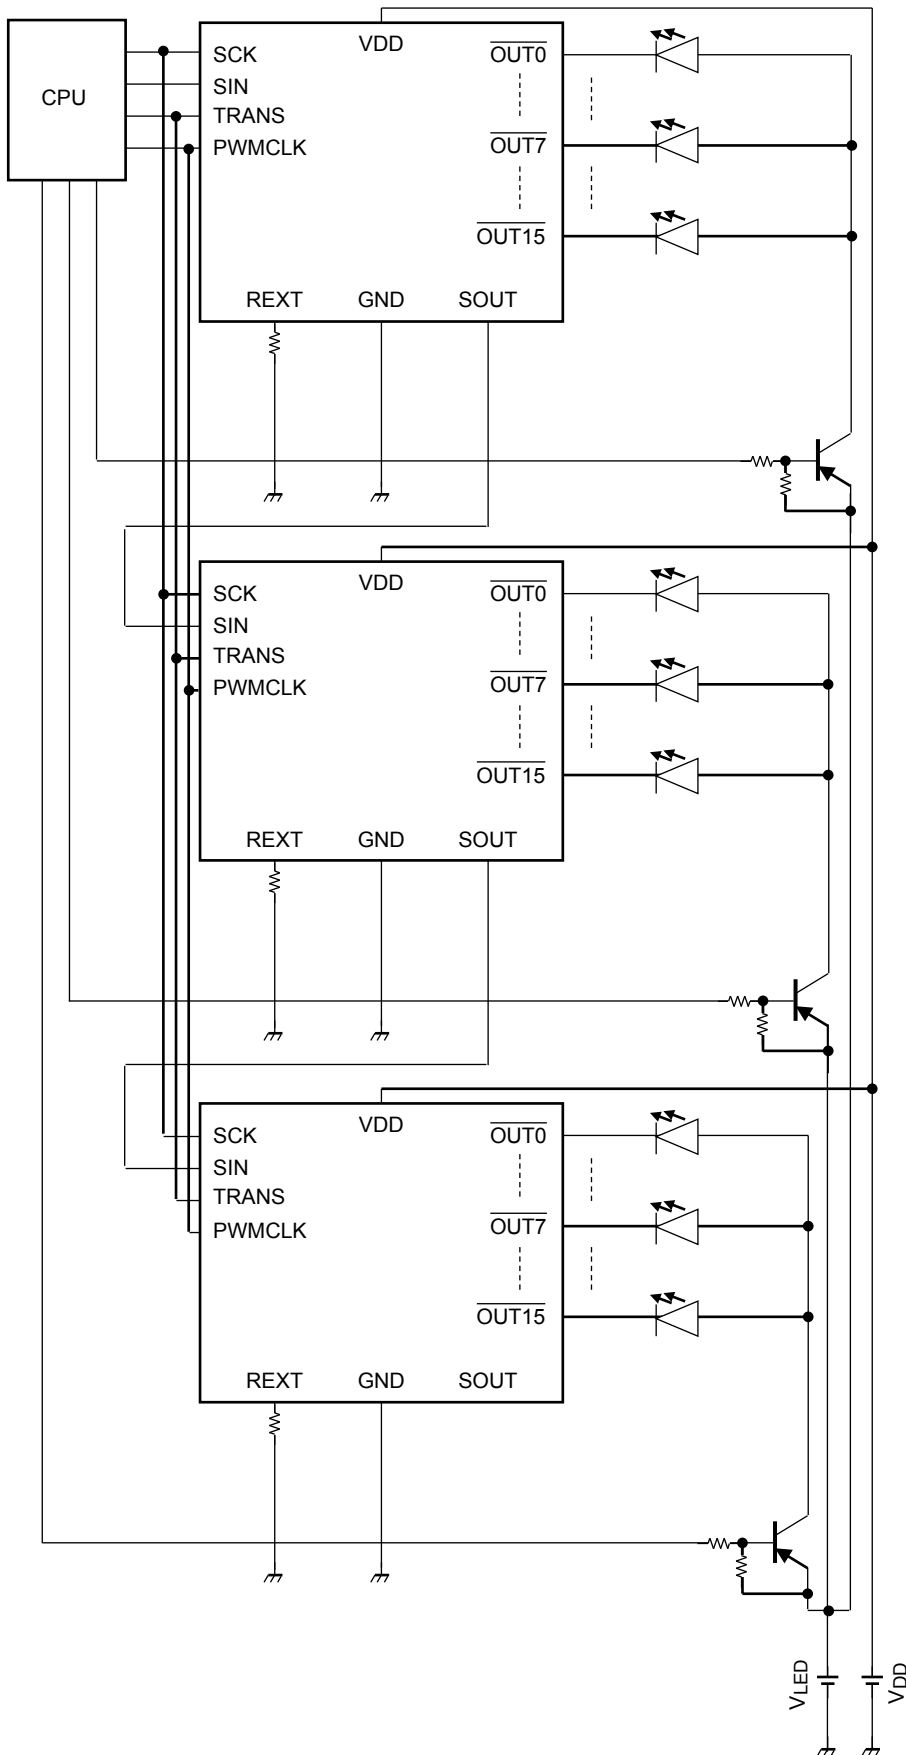 CPU
SCK
SIN
TRANS
PWMCLK
VDD
OUT0
OUT7
OUT15
REXT
GND
SOUT
VDD
SCK
SIN
TRANS
PWMCLK
OUT0
OUT7
OUT15
REXT
GND
SOUT
VDD
SCK
SIN
TRANS
PWMCLK
OUT0
OUT7
OUT15
REXT
GND
SOUT
VLED
VDD